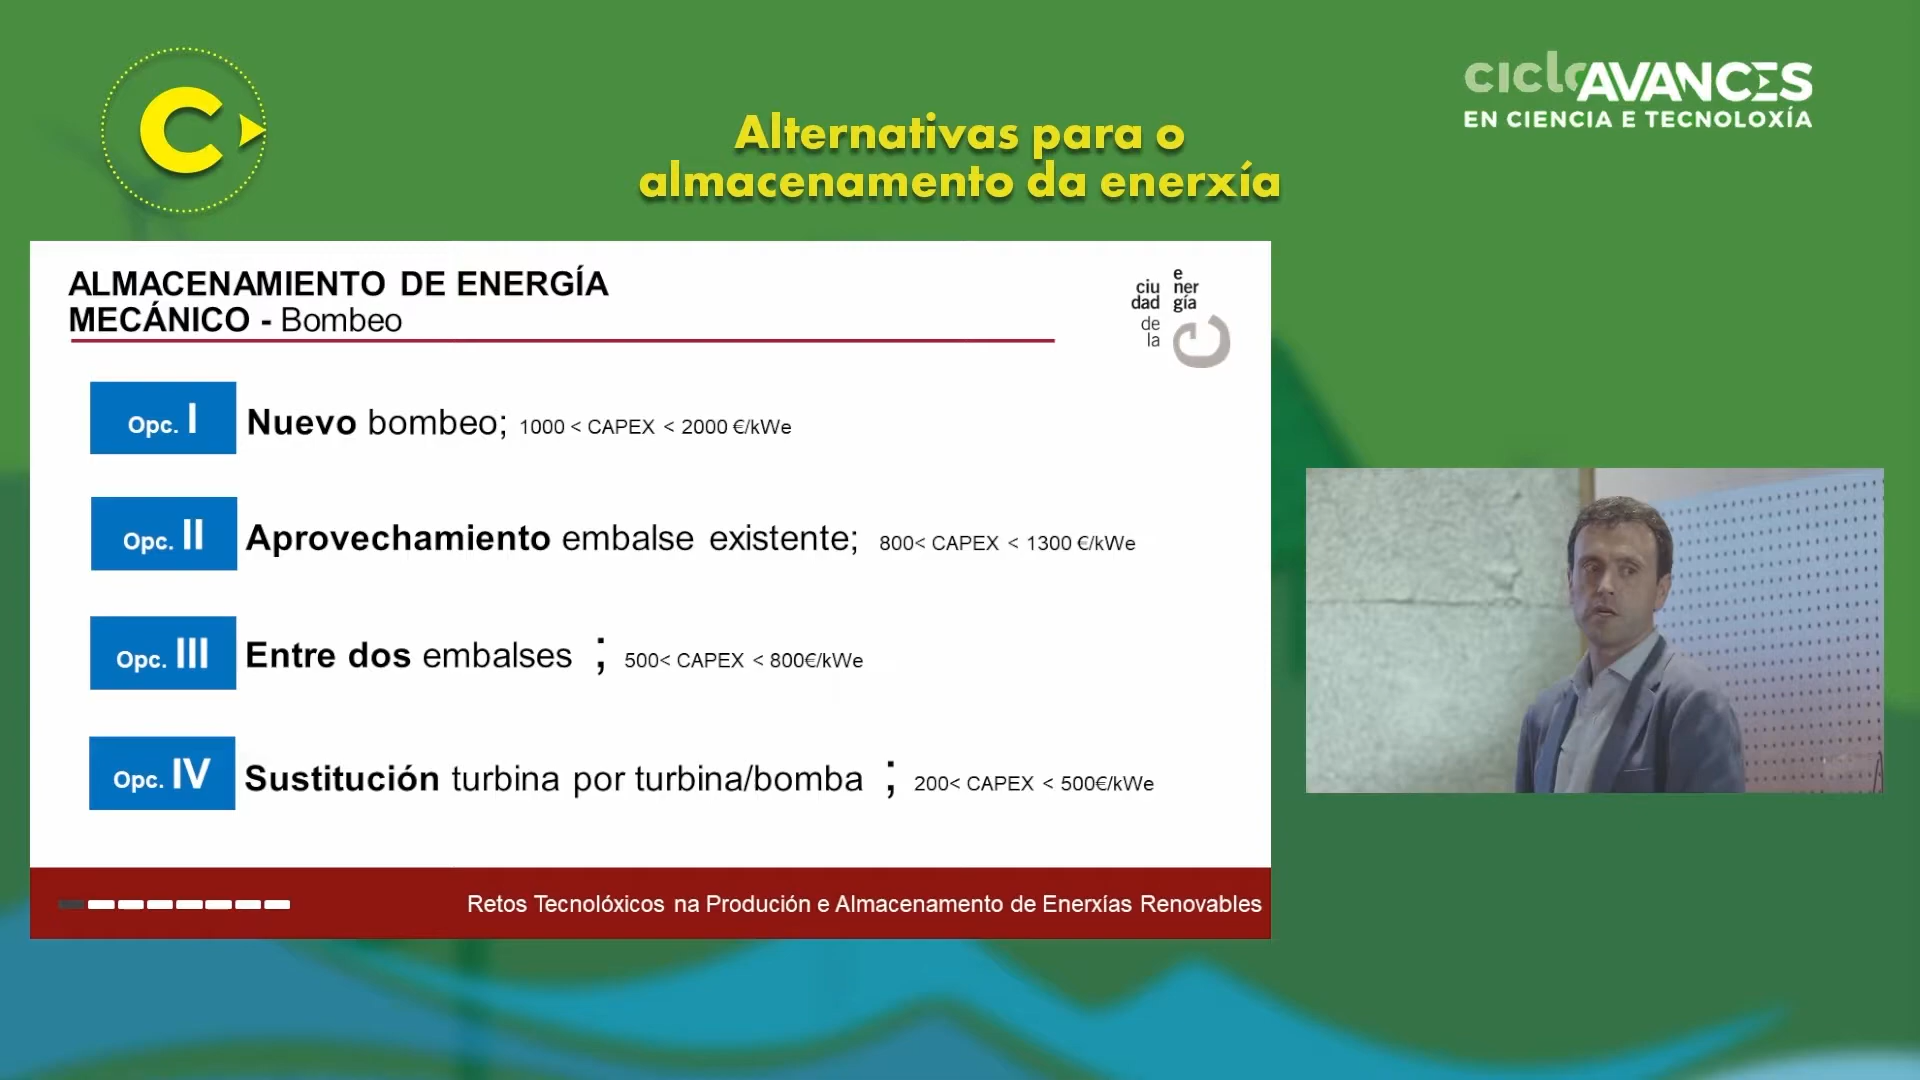 C
cicloAVANCES
EN CIENCIA E TECNOLOXÍA
Alternativas para o
almacenamento da enerxía
ALMACENAMIENTO DE ENERGÍA
MECÁNICO - Bombeo
e
ciu ner
dad gía
de
la
Opc. I Nuevo bombeo; 1000 < CAPEX < 2000 €/kWe
Opc. II Aprovechamiento embalse existente; 800< CAPEX < 1300 €/kWe
Opc. III Entre dos embalses ; 500< CAPEX < 800€/kWe
Opc. IV Sustitución turbina por turbina/bomba ; 200< CAPEX < 500€/kWe
Retos Tecnolóxicos na Produción e Almacenamento de Enerxías Renovables